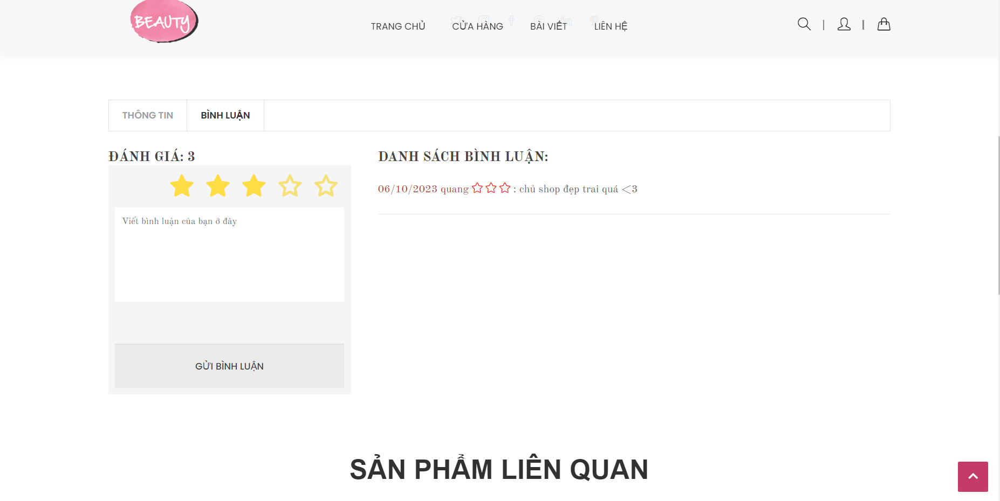 BEAUTY
TRANG CHỦ CỬA HÀNG BÀI VIẾT LIÊN HỆ
THÔNG TIN BÌNH LUẬN
ĐÁNH GIÁ: 3
Viết bình luận của bạn ở đây
GỬI BÌNH LUẬN
DANH SÁCH BÌNH LUẬN:
06/10/2023 quang : chủ shop đẹp trai quá <3
SẢN PHẨM LIÊN QUAN